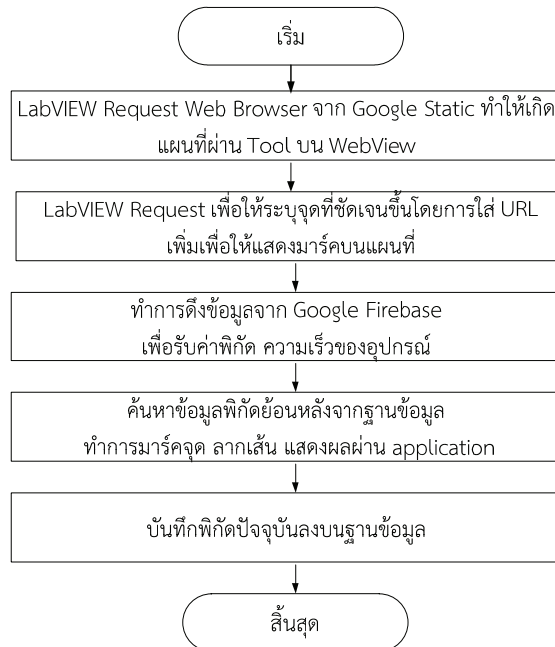 เริ่ม
LabVIEW Request Web Browser จาก Google Static ทำให้เกิด
แผนที่ผ่าน Tool บน WebView
LabVIEW Request เพื่อให้ระบุจุดที่ชัดเจนขึ้นโดยการใส่ URL
เพิ่มเพื่อให้แสดงมาร์คบนแผนที่
ทำการดึงข้อมูลจาก Google Firebase
เพื่อรับค่าพิกัด ความเร็วของอุปกรณ์
ค้นหาข้อมูลพิกัดย้อนหลังจากฐานข้อมูล
ทำการมาร์คจุด ลากเส้น แสดงผลผ่าน application
บันทึกพิกัดปัจจุบันลงบนฐานข้อมูล
สิ้นสุด